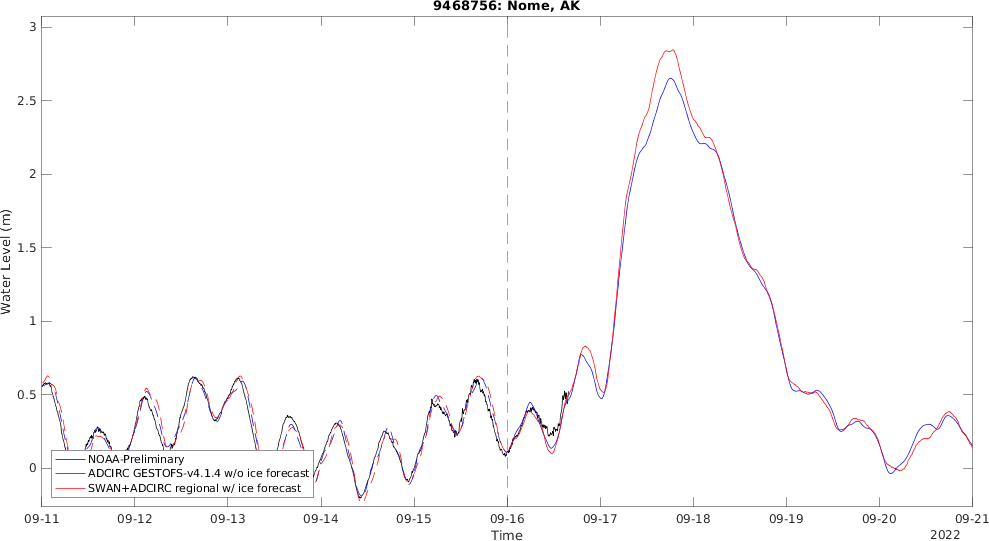 9468756: Nome, AK
3
2.5
2
1.5
1
0.5
0
Water Level (m)
NOAA-Preliminary
ADCIRC GESTOFS-v4.1.4 w/o ice forecast
SWAN+ADCIRC regional w/ ice forecast
09-11 09-12 09-13 09-14 09-15 09-16 09-17 09-18 09-19 09-20 09-21
Time
2022